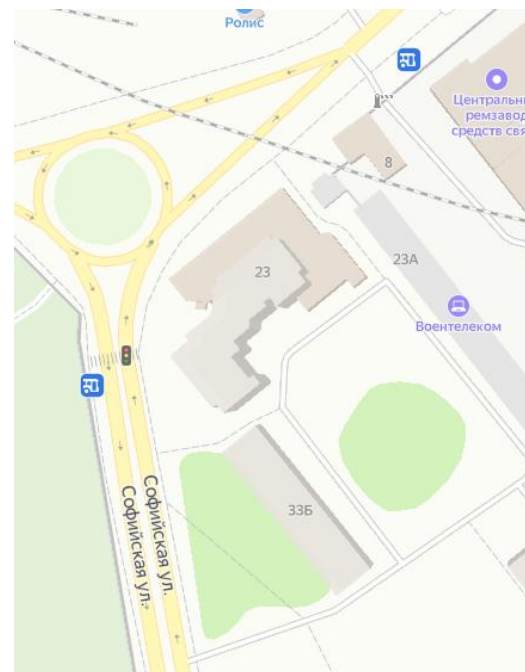 Ролис
Центральны
ремзавод
средств свя
8
23
23А
Воентелеком
33Б
Софийская ул.
Софийская ул.